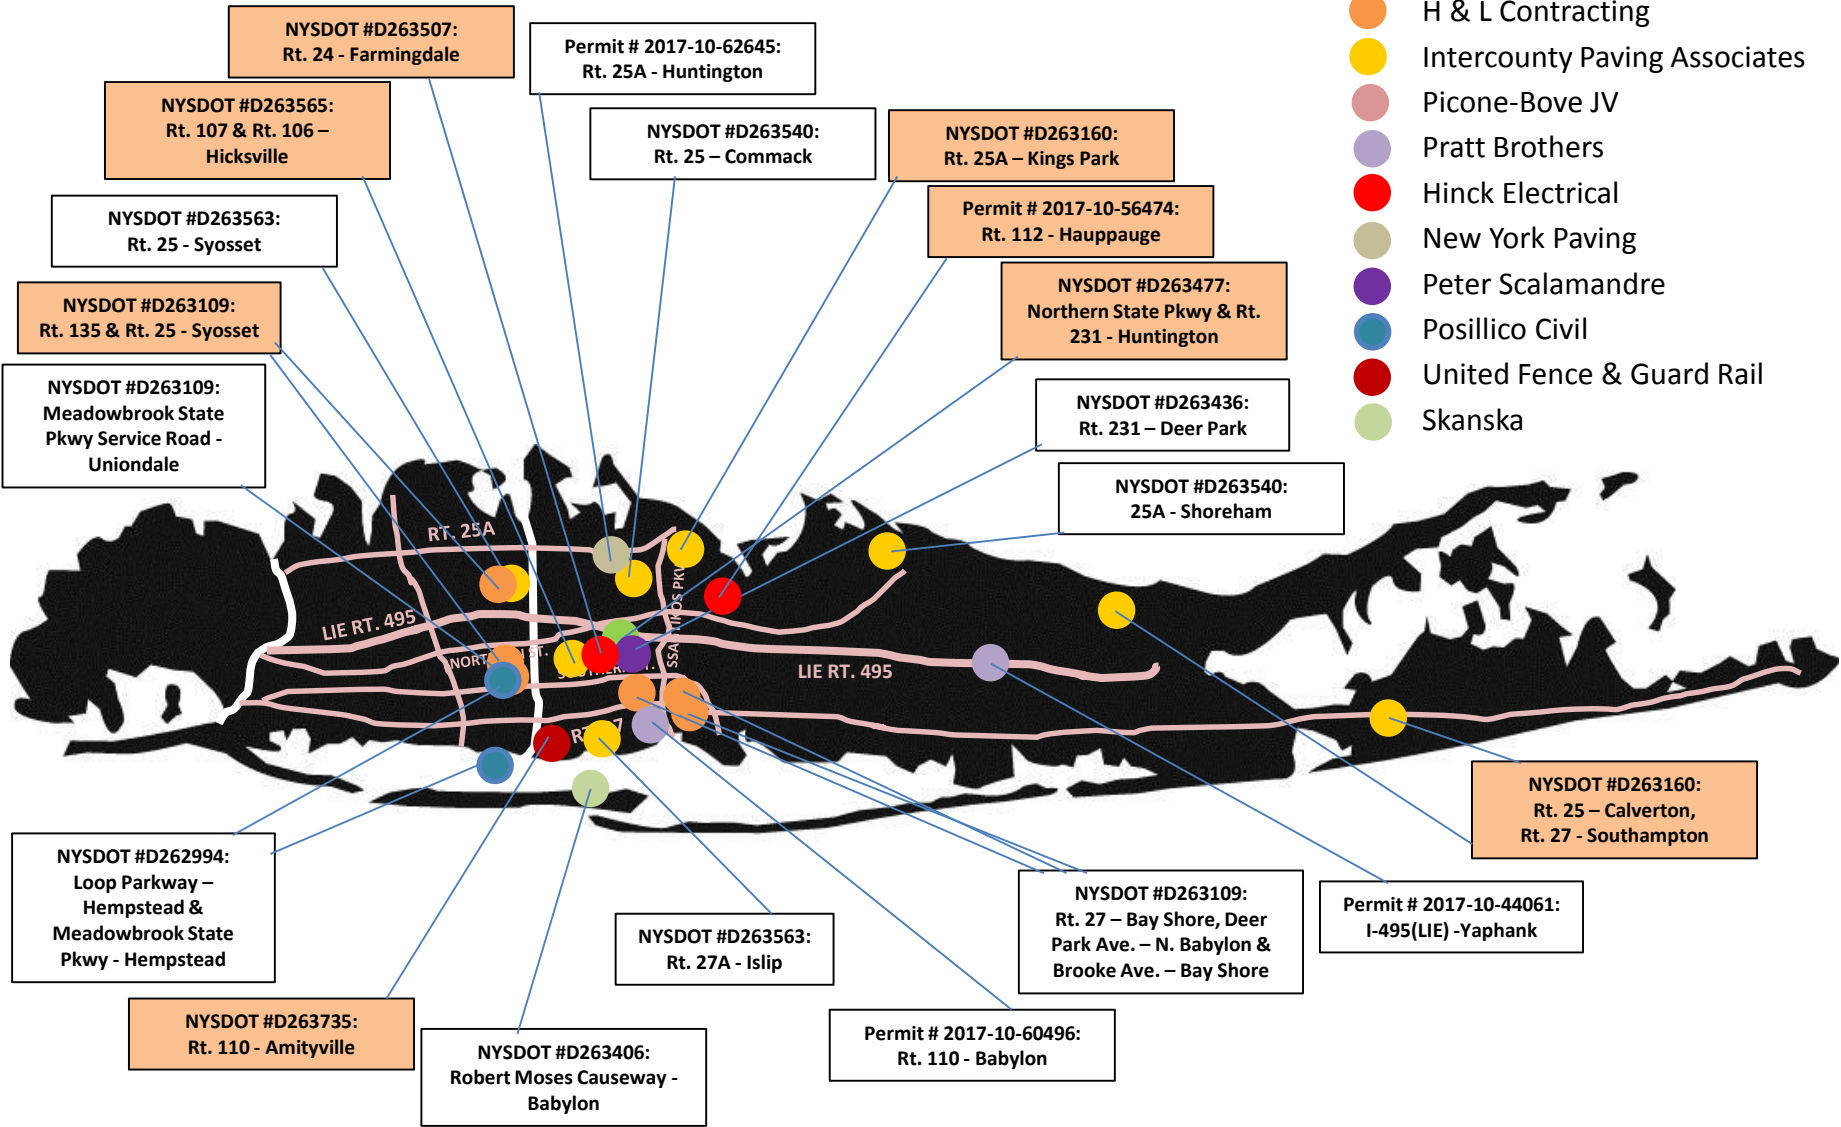 NYSDOT #D263507:
Rt. 24 - Farmingdale
Permit # 2017-10-62645:
Rt. 25A - Huntington
NYSDOT #D263565:
Rt. 107 & Rt. 106 –
Hicksville
NYSDOT #D263540:
Rt. 25 – Commack
NYSDOT #D263160:
Rt. 25A – Kings Park
NYSDOT #D263563:
Rt. 25 - Syosset
Permit # 2017-10-56474:
Rt. 112 - Hauppauge
NYSDOT #D263109:
Rt. 135 & Rt. 25 - Syosset
NYSDOT #D263477:
Northern State Pkwy & Rt.
231 - Huntington
NYSDOT #D263109:
Meadowbrook State
Pkwy Service Road -
Uniondale
NYSDOT #D263436:
Rt. 231 – Deer Park
NYSDOT #D263540:
25A - Shoreham
H & L Contracting
Intercounty Paving Associates
Picone-Bove JV
Pratt Brothers
Hinck Electrical
New York Paving
Peter Scalamandre
Posillico Civil
United Fence & Guard Rail
Skanska
RT. 25A
LIE RT. 495
LIE RT. 495
NYSDOT #D263160:
Rt. 25 – Calverton,
Rt. 27 - Southampton
NYSDOT #D262994:
Loop Parkway –
Hempstead &
Meadowbrook State
Pkwy - Hempstead
NYSDOT #D263109:
Rt. 27 – Bay Shore, Deer
Park Ave. – N. Babylon &
Brooke Ave. – Bay Shore
Permit # 2017-10-44061:
I-495(LIE) -Yaphank
NYSDOT #D263563:
Rt. 27A - Islip
NYSDOT #D263735:
Rt. 110 - Amityville
NYSDOT #D263406:
Robert Moses Causeway -
Babylon
Permit # 2017-10-60496:
Rt. 110 - Babylon